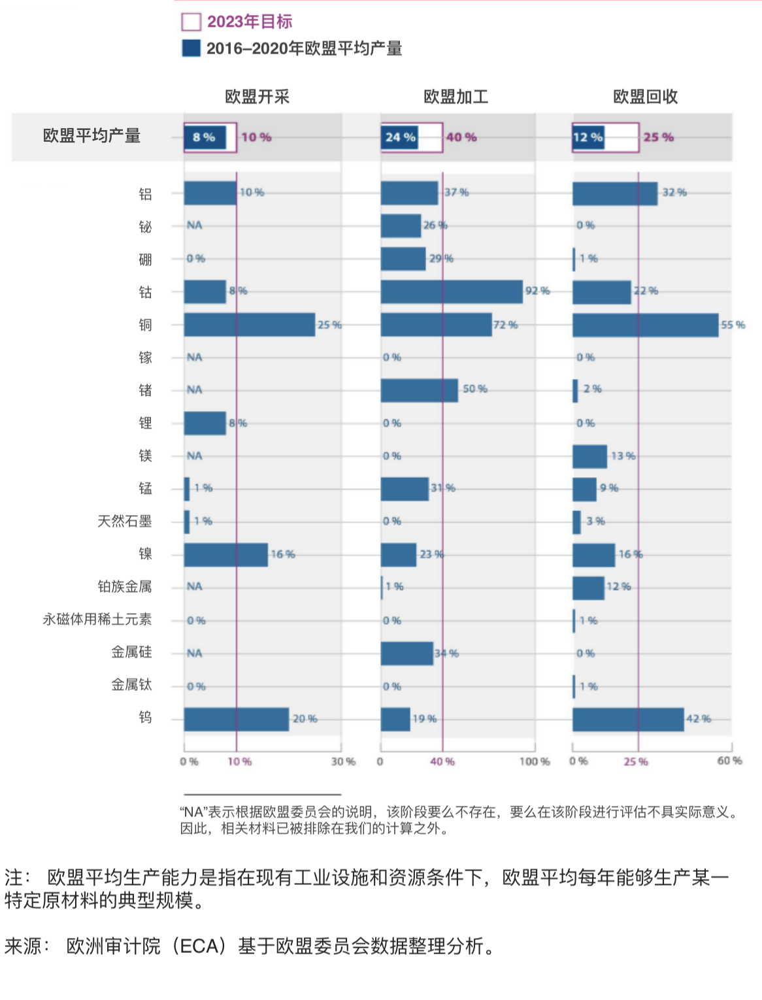 2023年目标
2016–2020年欧盟平均产量
欧盟开采 欧盟加工 欧盟回收
欧盟平均产量 8 % 10 % 24 % 40 % 12 % 25 %
铝 10 % 37 % 32 %
铋 NA 26 % 0 %
硼 0 % 29 % 1 %
钴 8 % 92 % 22 %
铜 25 % 72 % 55 %
镓 NA 0 % 0 %
锗 NA 50 % 2 %
锂 8 % 0 % 0 %
镁 NA 0 % 13 %
锰 1 % 31 % 9 %
天然石墨 1 % 0 % 3 %
镍 16 % 23 % 16 %
铂族金属 NA 1 % 12 %
永磁体用稀土元素 0 % 0 % 1 %
金属硅 NA 34 % 0 %
金属钛 0 % 0 % 1 %
钨 20 % 19 % 42 %
0 % 10 % 30 % 0 40 % 100 % 0 % 25 % 60 %
“NA”表示根据欧盟委员会的说明，该阶段要么不存在，要么在该阶段进行评估不具实际意义。
因此，相关材料已被排除在我们的计算之外。
注： 欧盟平均生产能力是指在现有工业设施和资源条件下，欧盟平均每年能够生产某一
特定原材料的典型规模。
来源： 欧洲审计院（ECA）基于欧盟委员会数据整理分析。